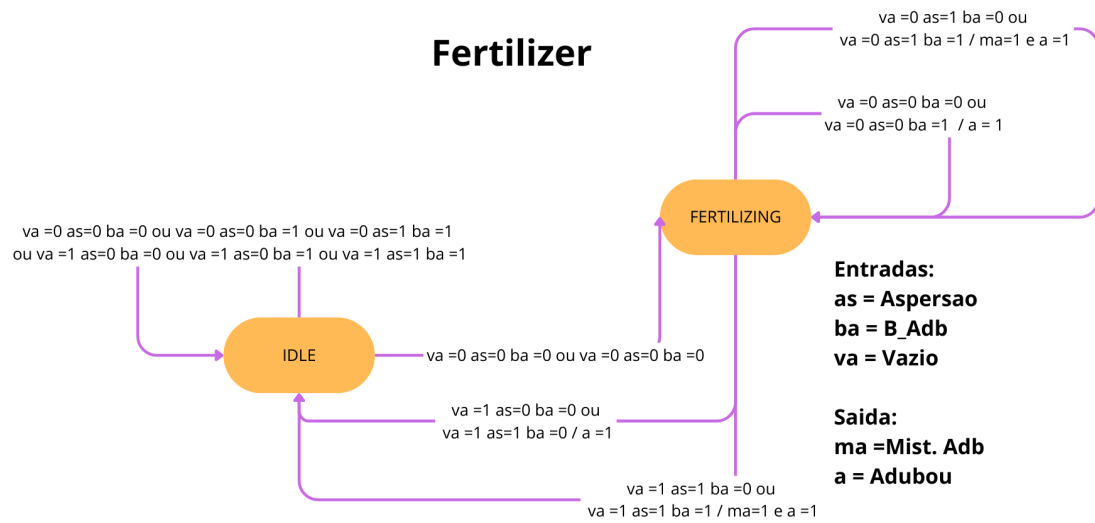 Fertilizer
va =0 as=1 ba =0 ou
va =0 as=1 ba =1 / ma=1 e a =1
va =0 as=0 ba =0 ou
va =0 as=0 ba =1 / a = 1
FERTILIZING
va =0 as=0 ba =0 ou va =0 as=0 ba =1 ou va =0 as=1 ba =1
ou va =1 as=0 ba =0 ou va =1 as=0 ba =1 ou va =1 as=1 ba =1
IDLE
va =0 as=0 ba =0 ou va =0 as=0 ba =0
va =1 as=0 ba =0 ou
va =1 as=1 ba =0 / a =1
va =1 as=1 ba =0 ou
va =1 as=1 ba =1 / ma=1 e a =1
Entradas:
as = Aspersao
ba = B_Adb
va = Vazio
Saida:
ma =Mist. Adb
a = Adubou